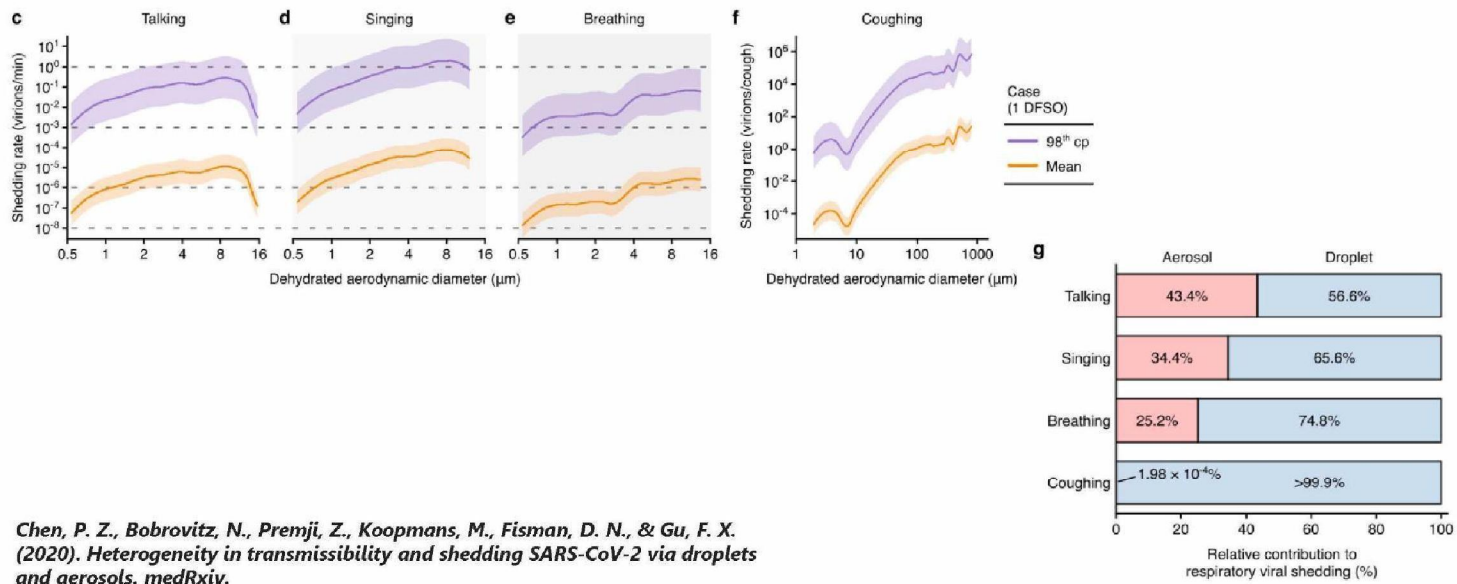 c Talking d Singing e Breathing f Coughing
Shedding rate (virions/min)
10¹
10⁰
10⁻¹
10⁻²
10⁻³
10⁻⁴
10⁻⁵
10⁻⁶
10⁻⁷
10⁻⁸
0.5 1 2 4 8 16
0.5 1 2 4 8 16
0.5 1 2 4 8 16
Dehydrated aerodynamic diameter (µm)
Shedding rate (virions/cough)
10⁶
10⁴
10²
10⁰
10⁻²
10⁻⁴
1 10 100 1000
Dehydrated aerodynamic diameter (µm)
Case
(1 DFSO)
98th cp
Mean
g Aerosol Droplet
Talking 43.4% 56.6%
Singing 34.4% 65.6%
Breathing 25.2% 74.8%
Coughing 1.98 × 10⁻⁴% >99.9%
0 20 40 60 80 100
Relative contribution to
respiratory viral shedding (%)
Chen, P. Z., Bobrovitz, N., Premji, Z., Koopmans, M., Fisman, D. N., & Gu, F. X.
(2020). Heterogeneity in transmissibility and shedding SARS-CoV-2 via droplets
and aerosols. medRxiv.